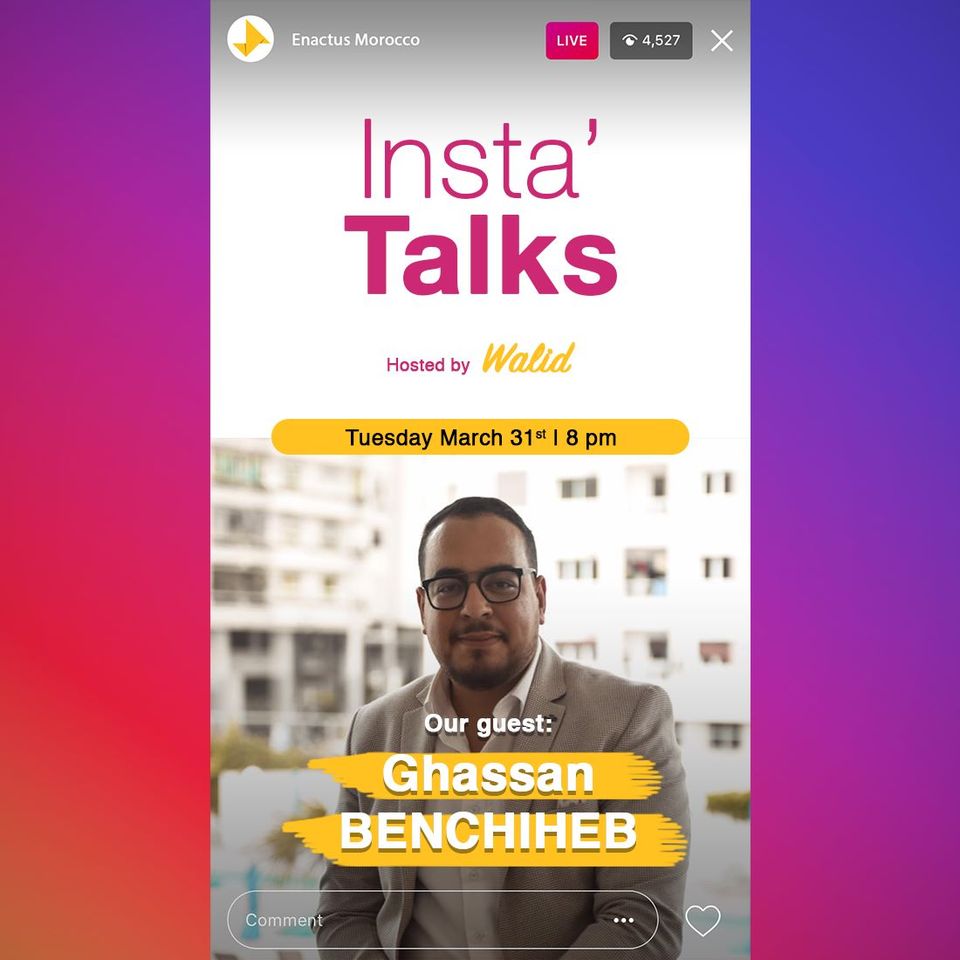 Enactus Morocco
LIVE
4,527
Insta’
Talks
Hosted by Walid
Tuesday March 31st | 8 pm
Our guest:
Ghassan
BENCHIHEB
Comment